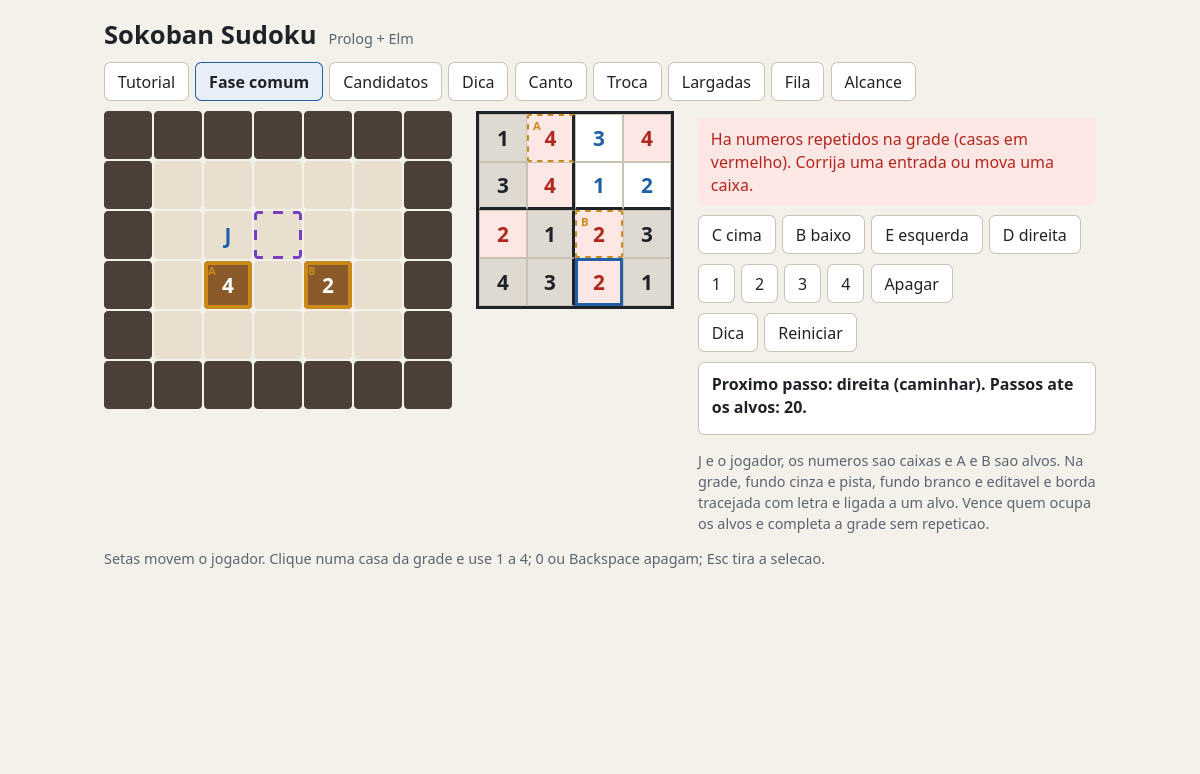 Sokoban Sudoku Prolog + Elm
Tutorial Fase comum Candidatos Dica Canto Troca Largadas Fila Alcance
1 A 4 3 4
3 4 1 2
2 1 B 2 3
4 3 2 1
J
A 4 B 2
Ha numeros repetidos na grade (casas em
vermelho). Corrija uma entrada ou mova uma
caixa.
C cima B baixo E esquerda D direita
1 2 3 4 Apagar
Dica Reiniciar
Proximo passo: direita (caminhar). Passos ate
os alvos: 20.
J e o jogador, os numeros sao caixas e A e B sao alvos. Na
grade, fundo cinza e pista, fundo branco e editavel e borda
tracejada com letra e ligada a um alvo. Vence quem ocupa
os alvos e completa a grade sem repeticao.
Setas movem o jogador. Clique numa casa da grade e use 1 a 4; 0 ou Backspace apagam; Esc tira a selecao.